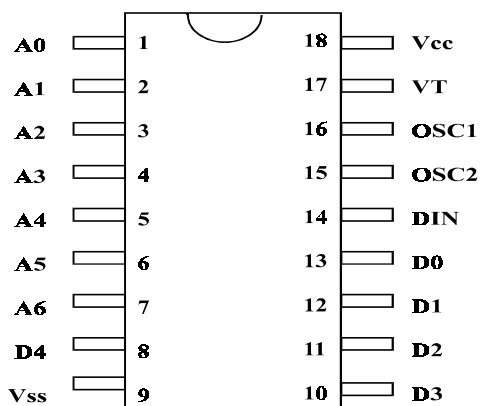 A0 1 18 Vcc
A1 2 17 VT
A2 3 16 OSC1
A3 4 15 OSC2
A4 5 14 DIN
A5 6 13 D0
A6 7 12 D1
D4 8 11 D2
Vss 9 10 D3